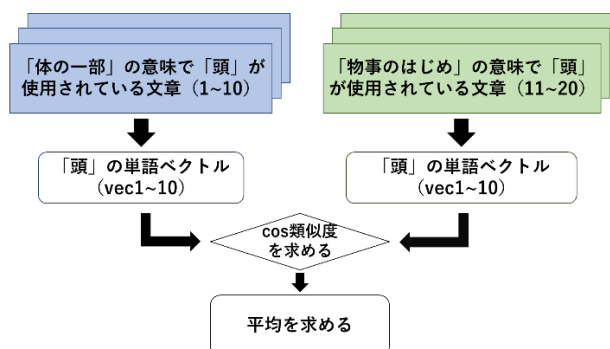 「体の一部」の意味で「頭」が
使用されている文章（1~10）
「物事のはじめ」の意味で「頭」
が使用されている文章（11~20）
「頭」の単語ベクトル
（vec1~10）
「頭」の単語ベクトル
（vec1~10）
cos類似度
を求める
平均を求める